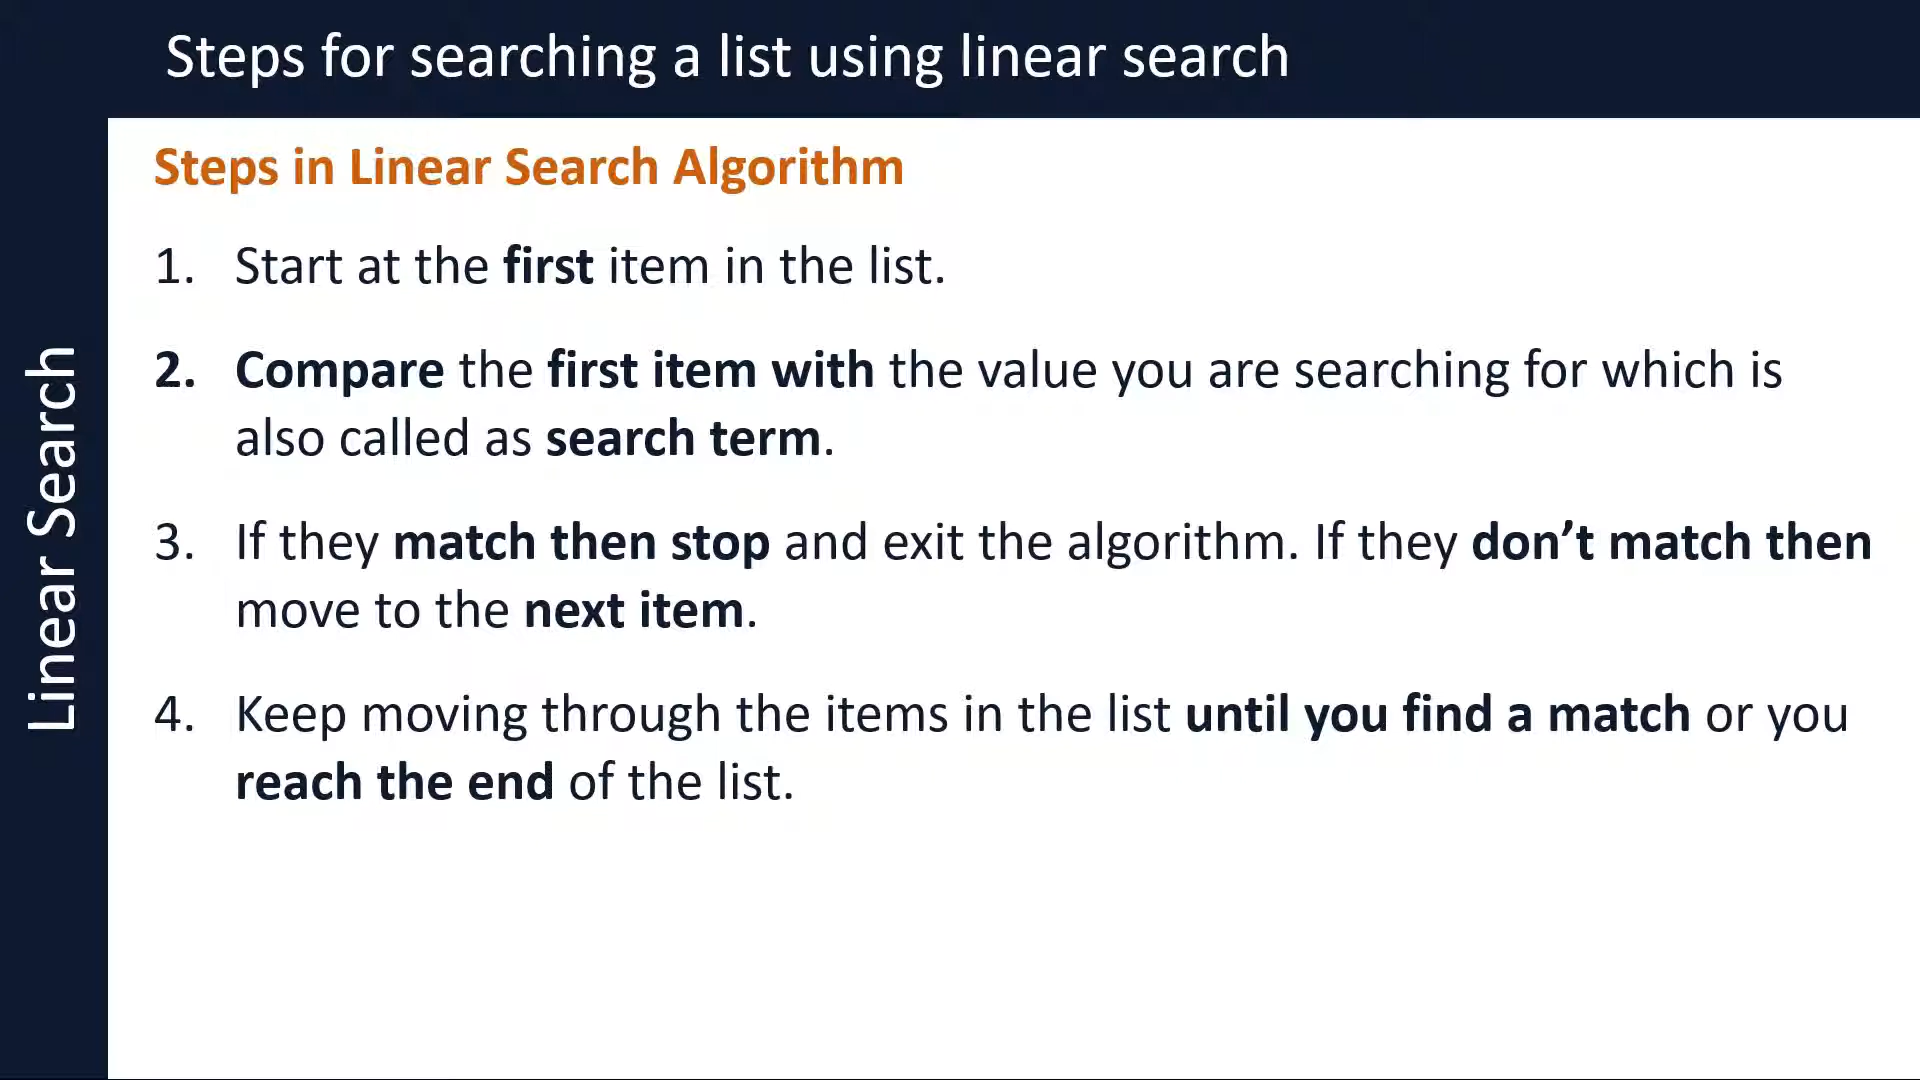 Steps for searching a list using linear search
Linear Search
Steps in Linear Search Algorithm
1. Start at the first item in the list.
2. Compare the first item with the value you are searching for which is
also called as search term.
3. If they match then stop and exit the algorithm. If they don’t match then
move to the next item.
4. Keep moving through the items in the list until you find a match or you
reach the end of the list.